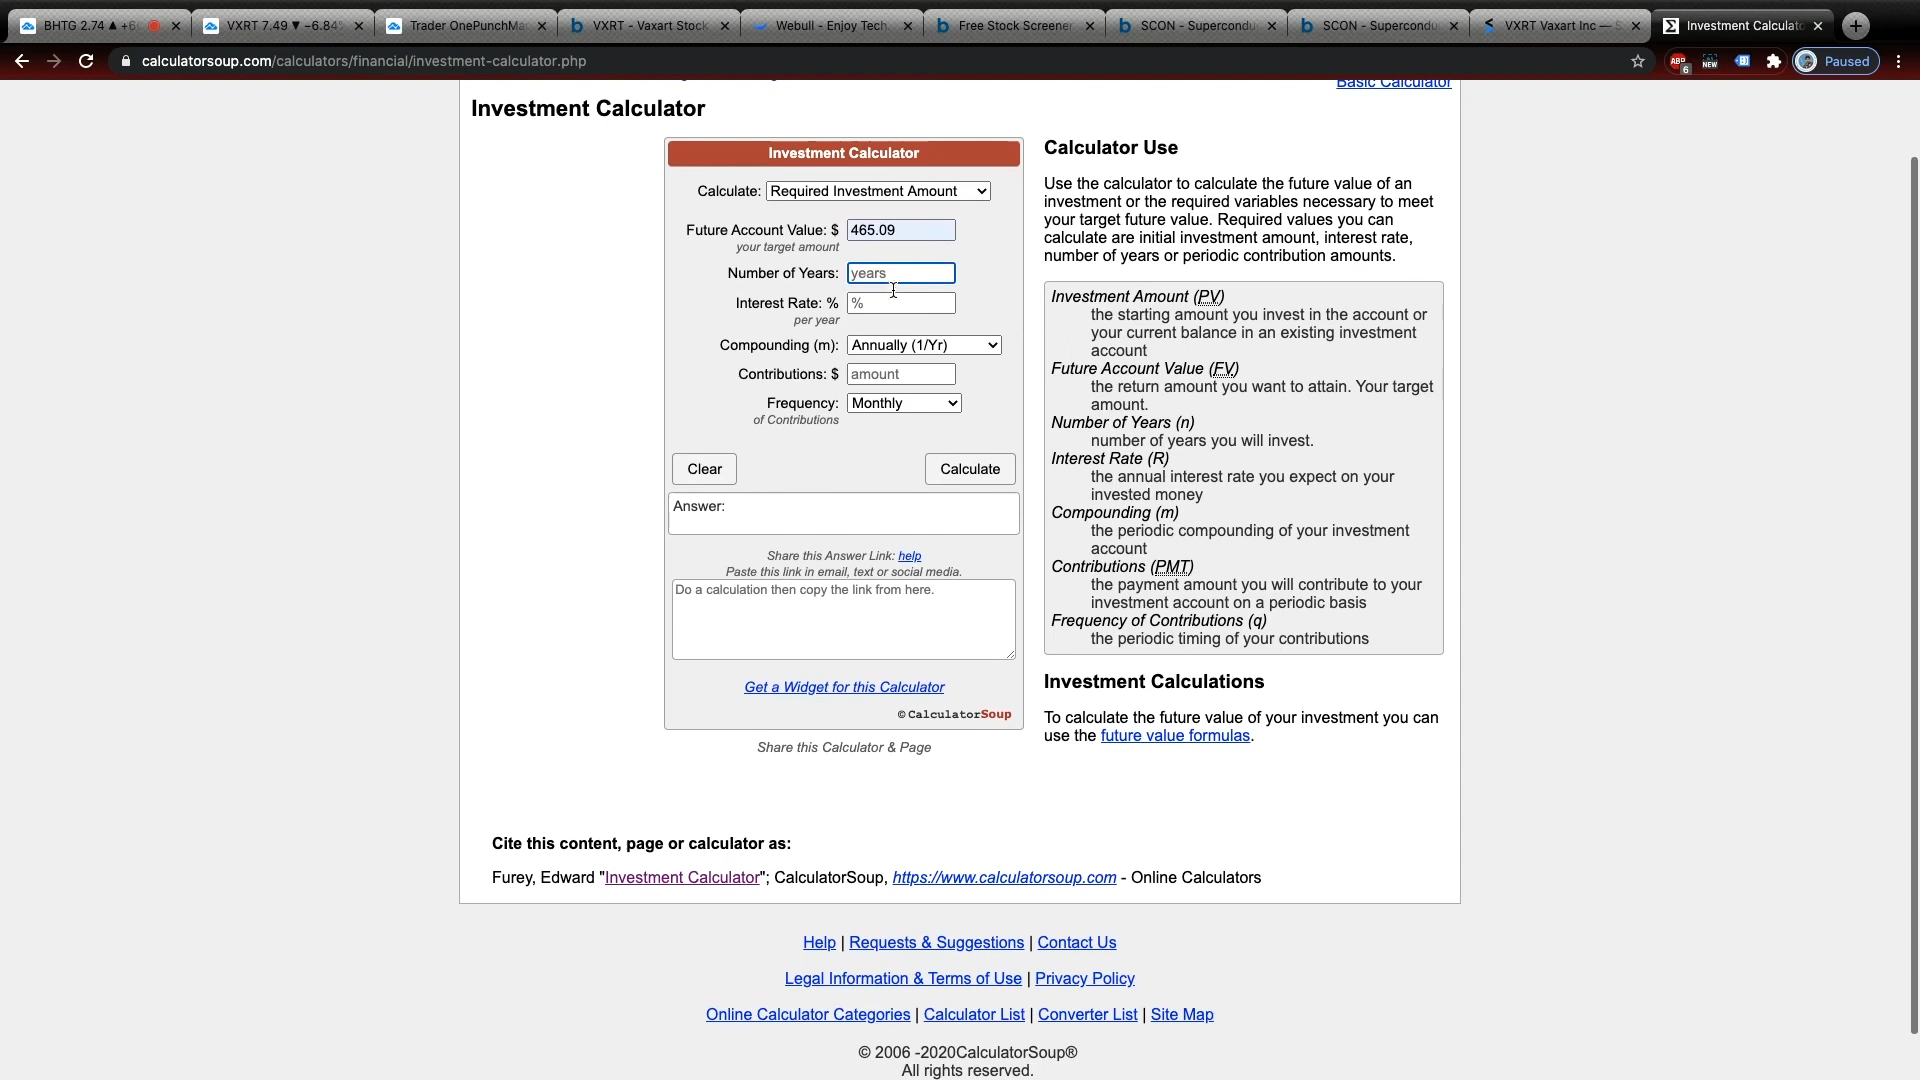 BHTG 2.74 ▲ +6
VXRT 7.49 ▼ −6.84%
Trader OnePunchMa
VXRT - Vaxart Stock
Webull - Enjoy Tech
Free Stock Screener
SCON - Supercondu
SCON - Supercondu
VXRT Vaxart Inc — S
Investment Calculato
calculatorsoup.com/calculators/financial/investment-calculator.php
ABP
6
NEW
Paused
Basic Calculator
Investment Calculator
Investment Calculator
Calculate: Required Investment Amount
Future Account Value: $ 465.09
your target amount
Number of Years: years
Interest Rate: % %
per year
Compounding (m): Annually (1/Yr)
Contributions: $ amount
Frequency: Monthly
of Contributions
Clear
Calculate
Answer:
Share this Answer Link: help
Paste this link in email, text or social media.
Do a calculation then copy the link from here.
Get a Widget for this Calculator
© CalculatorSoup
Share this Calculator & Page
Calculator Use
Use the calculator to calculate the future value of an
investment or the required variables necessary to meet
your target future value. Required values you can
calculate are initial investment amount, interest rate,
number of years or periodic contribution amounts.
Investment Amount (PV)
the starting amount you invest in the account or
your current balance in an existing investment
account
Future Account Value (FV)
the return amount you want to attain. Your target
amount.
Number of Years (n)
number of years you will invest.
Interest Rate (R)
the annual interest rate you expect on your
invested money
Compounding (m)
the periodic compounding of your investment
account
Contributions (PMT)
the payment amount you will contribute to your
investment account on a periodic basis
Frequency of Contributions (q)
the periodic timing of your contributions
Investment Calculations
To calculate the future value of your investment you can
use the future value formulas.
Cite this content, page or calculator as:
Furey, Edward "Investment Calculator"; CalculatorSoup, https://www.calculatorsoup.com - Online Calculators
Help | Requests & Suggestions | Contact Us
Legal Information & Terms of Use | Privacy Policy
Online Calculator Categories | Calculator List | Converter List | Site Map
© 2006 -2020CalculatorSoup®
All rights reserved.